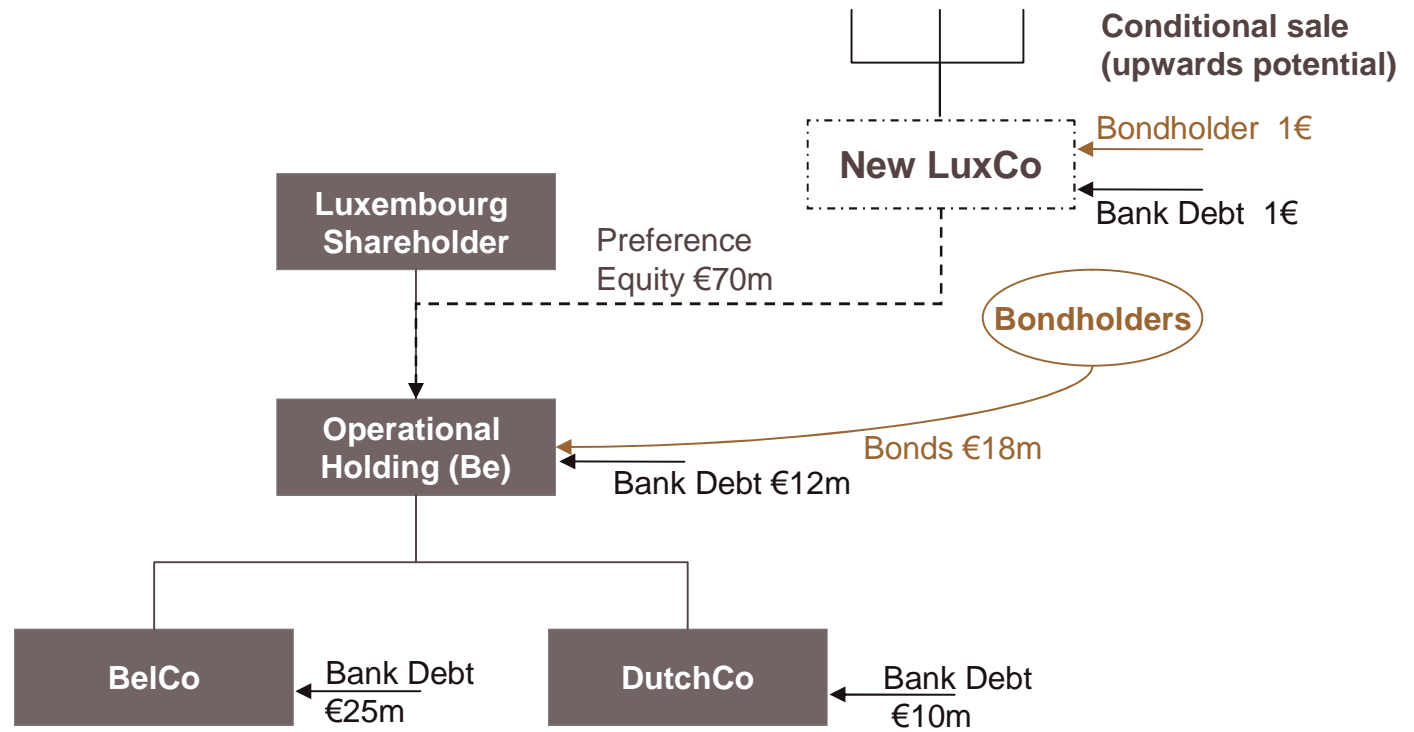 Conditional sale
(upwards potential)
New LuxCo
Bondholder 1€
Bank Debt 1€
Luxembourg
Shareholder
Preference
Equity €70m
Bondholders
Operational
Holding (Be)
Bonds €18m
Bank Debt €12m
BelCo
Bank Debt
€25m
DutchCo
Bank Debt
€10m